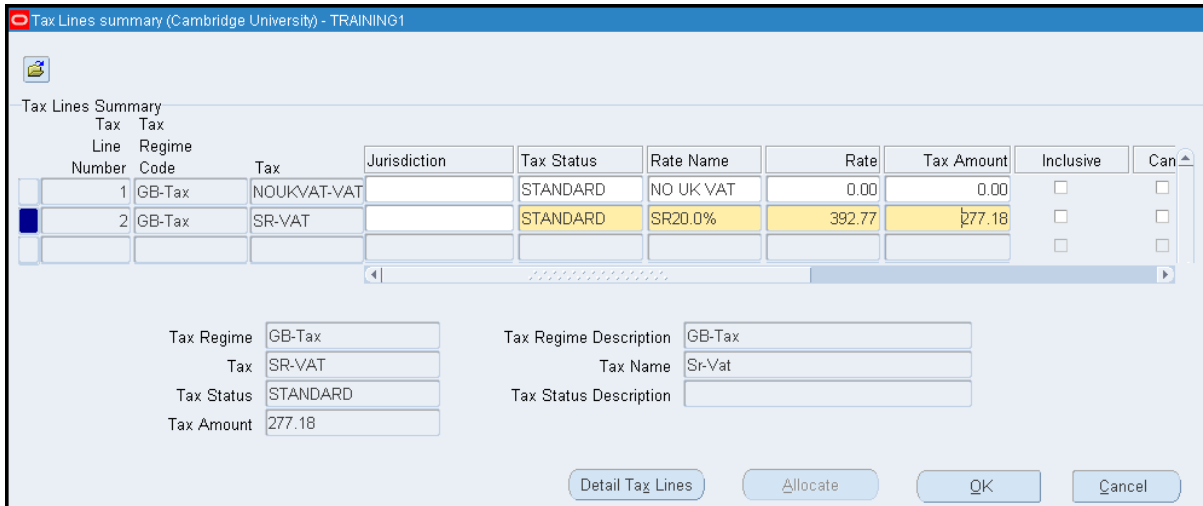 Tax Lines summary (Cambridge University) - TRAINING1
Tax Lines Summary
Tax Line Number Tax Regime Code Tax Jurisdiction Tax Status Rate Name Rate Tax Amount Inclusive Can
1 GB-Tax NOUKVAT-VAT STANDARD NO UK VAT 0.00 0.00
2 GB-Tax SR-VAT STANDARD SR20.0% 392.77 277.18
Tax Regime GB-Tax Tax Regime Description GB-Tax
Tax SR-VAT Tax Name Sr-Vat
Tax Status STANDARD Tax Status Description
Tax Amount 277.18
Detail Tax Lines Allocate OK Cancel